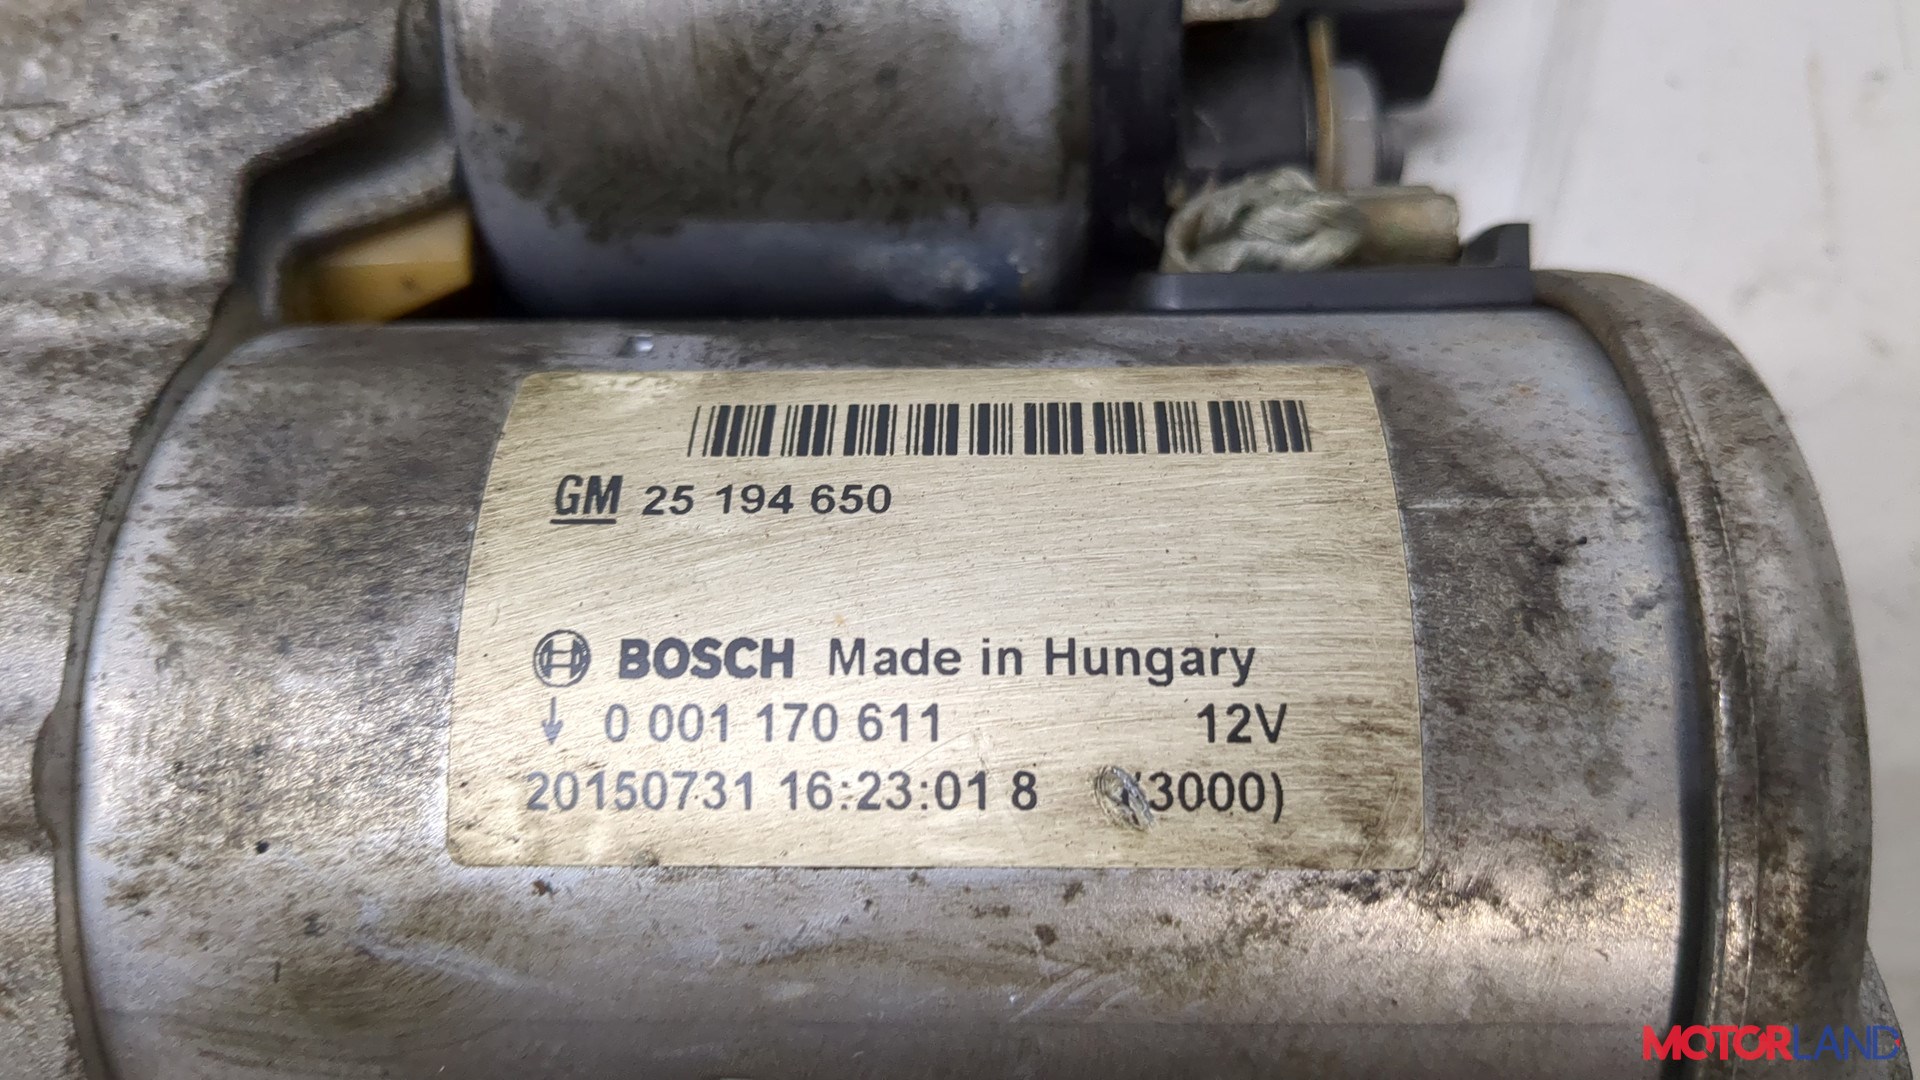 GM 25 194 650
BOSCH Made in Hungary
0 001 170 611 12V
20150731 16:23:01 8 (3000)
MOTORLAND